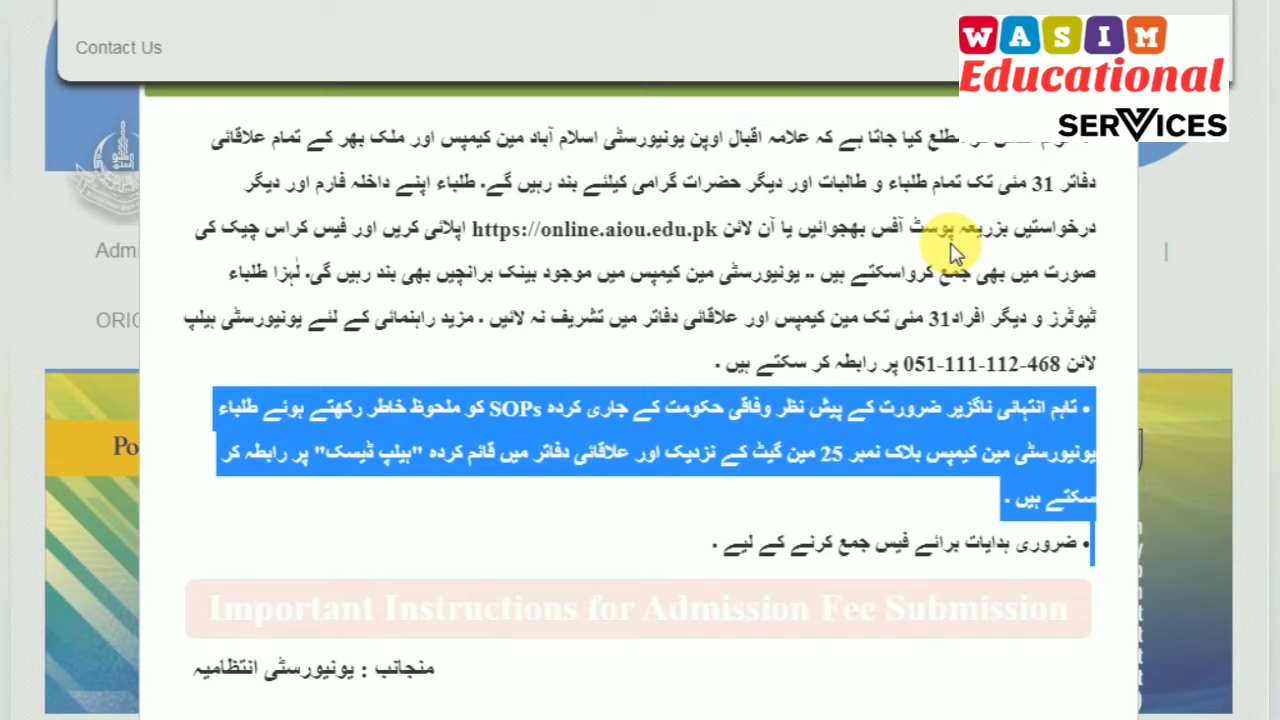 Contact Us
WASIM
Educational
SERVICES
مطلع کیا جاتا ہے کہ علامہ اقبال اوپن یونیورسٹی اسلام آباد مین کیمپس اور ملک بھر کے تمام علاقائی
دفاتر 31 مئی تک تمام طلباء و طالبات اور دیگر حضرات گرامی کیلئے بند رہیں گے. طلباء اپنے داخلہ فارم اور دیگر
درخواستیں بزریعہ پوسٹ آفس بھجوائیں یا آن لائن https://online.aiou.edu.pk اپلائی کریں اور فیس کراس چیک کی
صورت میں بھی جمع کرواسکتے ہیں .. یونیورسٹی مین کیمپس میں موجود بینک برانچیں بھی بند رہیں گی. لٰہزا طلباء
ٹیوٹرز و دیگر افراد31 مئی تک مین کیمپس اور علاقائی دفاتر میں تشریف نہ لائیں . مزید راہنمائی کے لئے یونیورسٹی ہیلپ
لائن 051-111-112-468 پر رابطہ کر سکتے ہیں .
• تاہم انتہائی ناگزیر ضرورت کے پیش نظر وفاقی حکومت کے جاری کردہ SOPs کو ملحوظ خاطر رکھتے ہوئے طلباء
یونیورسٹی مین کیمپس بلاک نمبر 25 مین گیٹ کے نزدیک اور علاقائی دفاتر میں قائم کردہ "ہیلپ ڈیسک" پر رابطہ کر
سکتے ہیں .
• ضروری ہدایات برائے فیس جمع کرنے کے لیے .
Important Instructions for Admission Fee Submission
منجانب : یونیورسٹی انتظامیہ
Adm
ORIC
Po